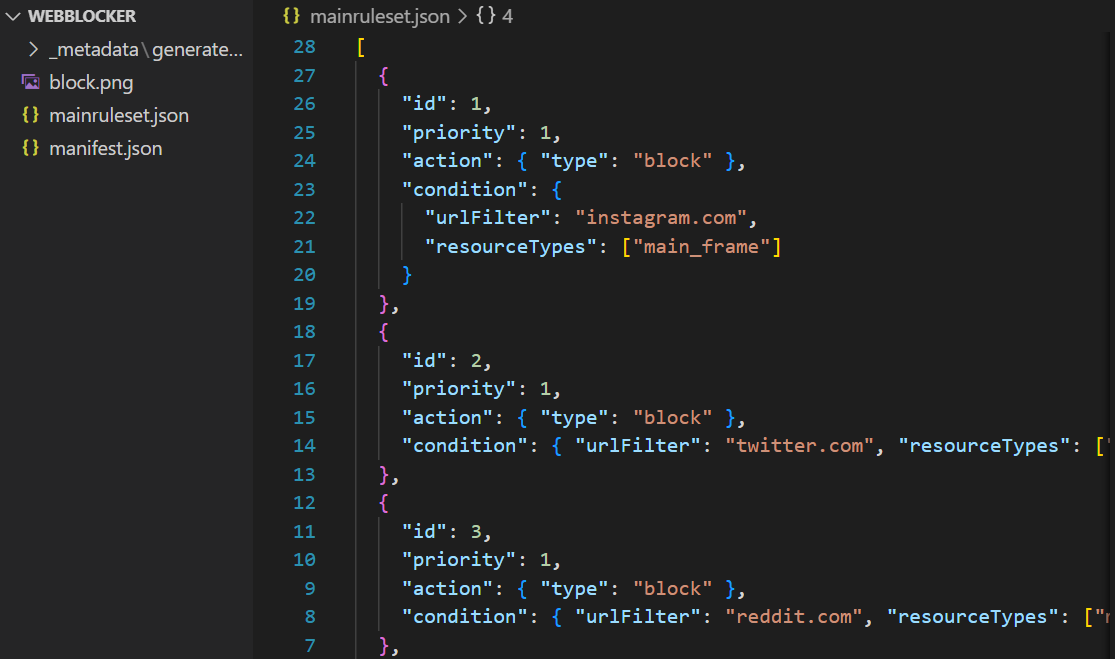 WEBBLOCKER
_metadata\generate...
block.png
mainruleset.json
manifest.json
mainruleset.json > {} 4
28 [
27 {
26 "id": 1,
25 "priority": 1,
24 "action": { "type": "block" },
23 "condition": {
22 "urlFilter": "instagram.com",
21 "resourceTypes": ["main_frame"]
20 }
19 },
18 {
17 "id": 2,
16 "priority": 1,
15 "action": { "type": "block" },
14 "condition": { "urlFilter": "twitter.com", "resourceTypes": ["
13 },
12 {
11 "id": 3,
10 "priority": 1,
9 "action": { "type": "block" },
8 "condition": { "urlFilter": "reddit.com", "resourceTypes": ["
7 },